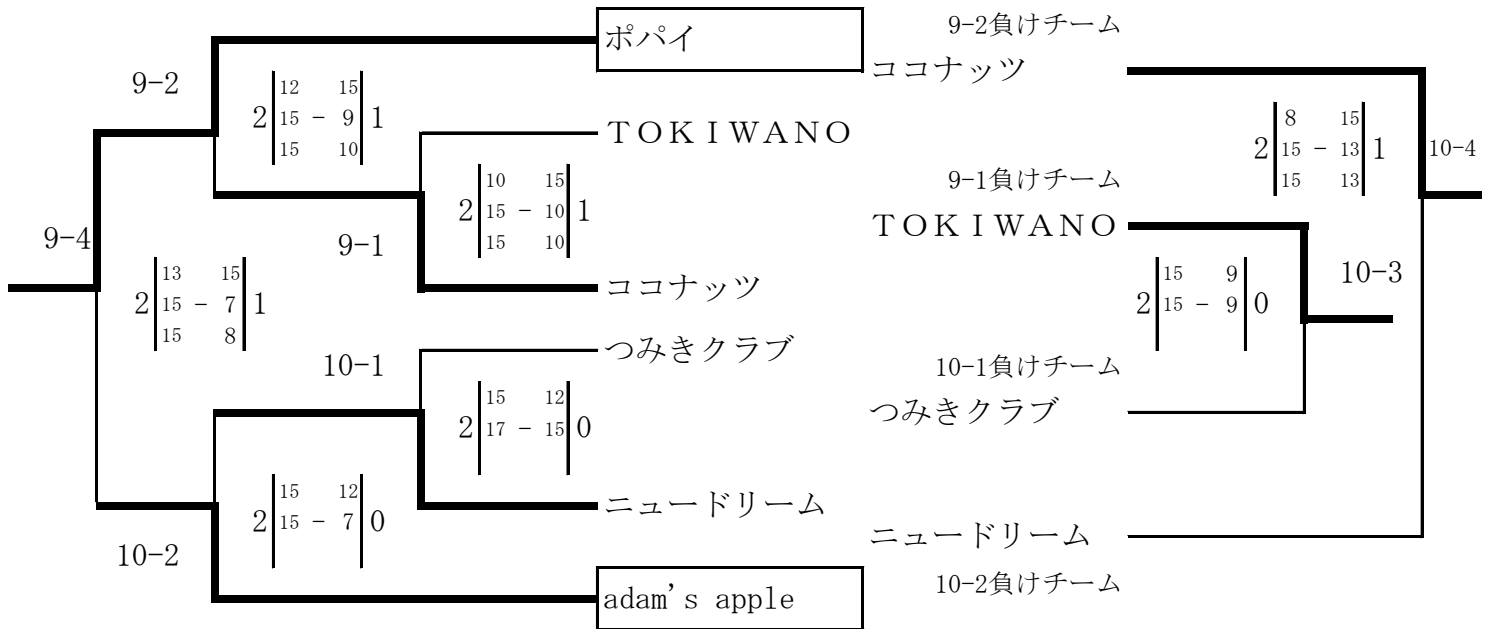 ポパイ
9-2負けチーム
ココナッツ
9-2
12 15
2 15 - 9 1
15 10
ＴＯＫＩＷＡＮＯ
8 15
2 15 - 13 1
15 13
10-4
10 15
2 15 - 10 1
15 10
9-1負けチーム
ＴＯＫＩＷＡＮＯ
9-4
9-1
13 15
2 15 - 7 1
15 8
ココナッツ
15 9
2 15 - 9 0
10-3
つみきクラブ
10-1
10-1負けチーム
つみきクラブ
15 12
2 17 - 15 0
15 12
2 15 - 7 0
ニュードリーム
ニュードリーム
10-2
10-2負けチーム
adam's apple